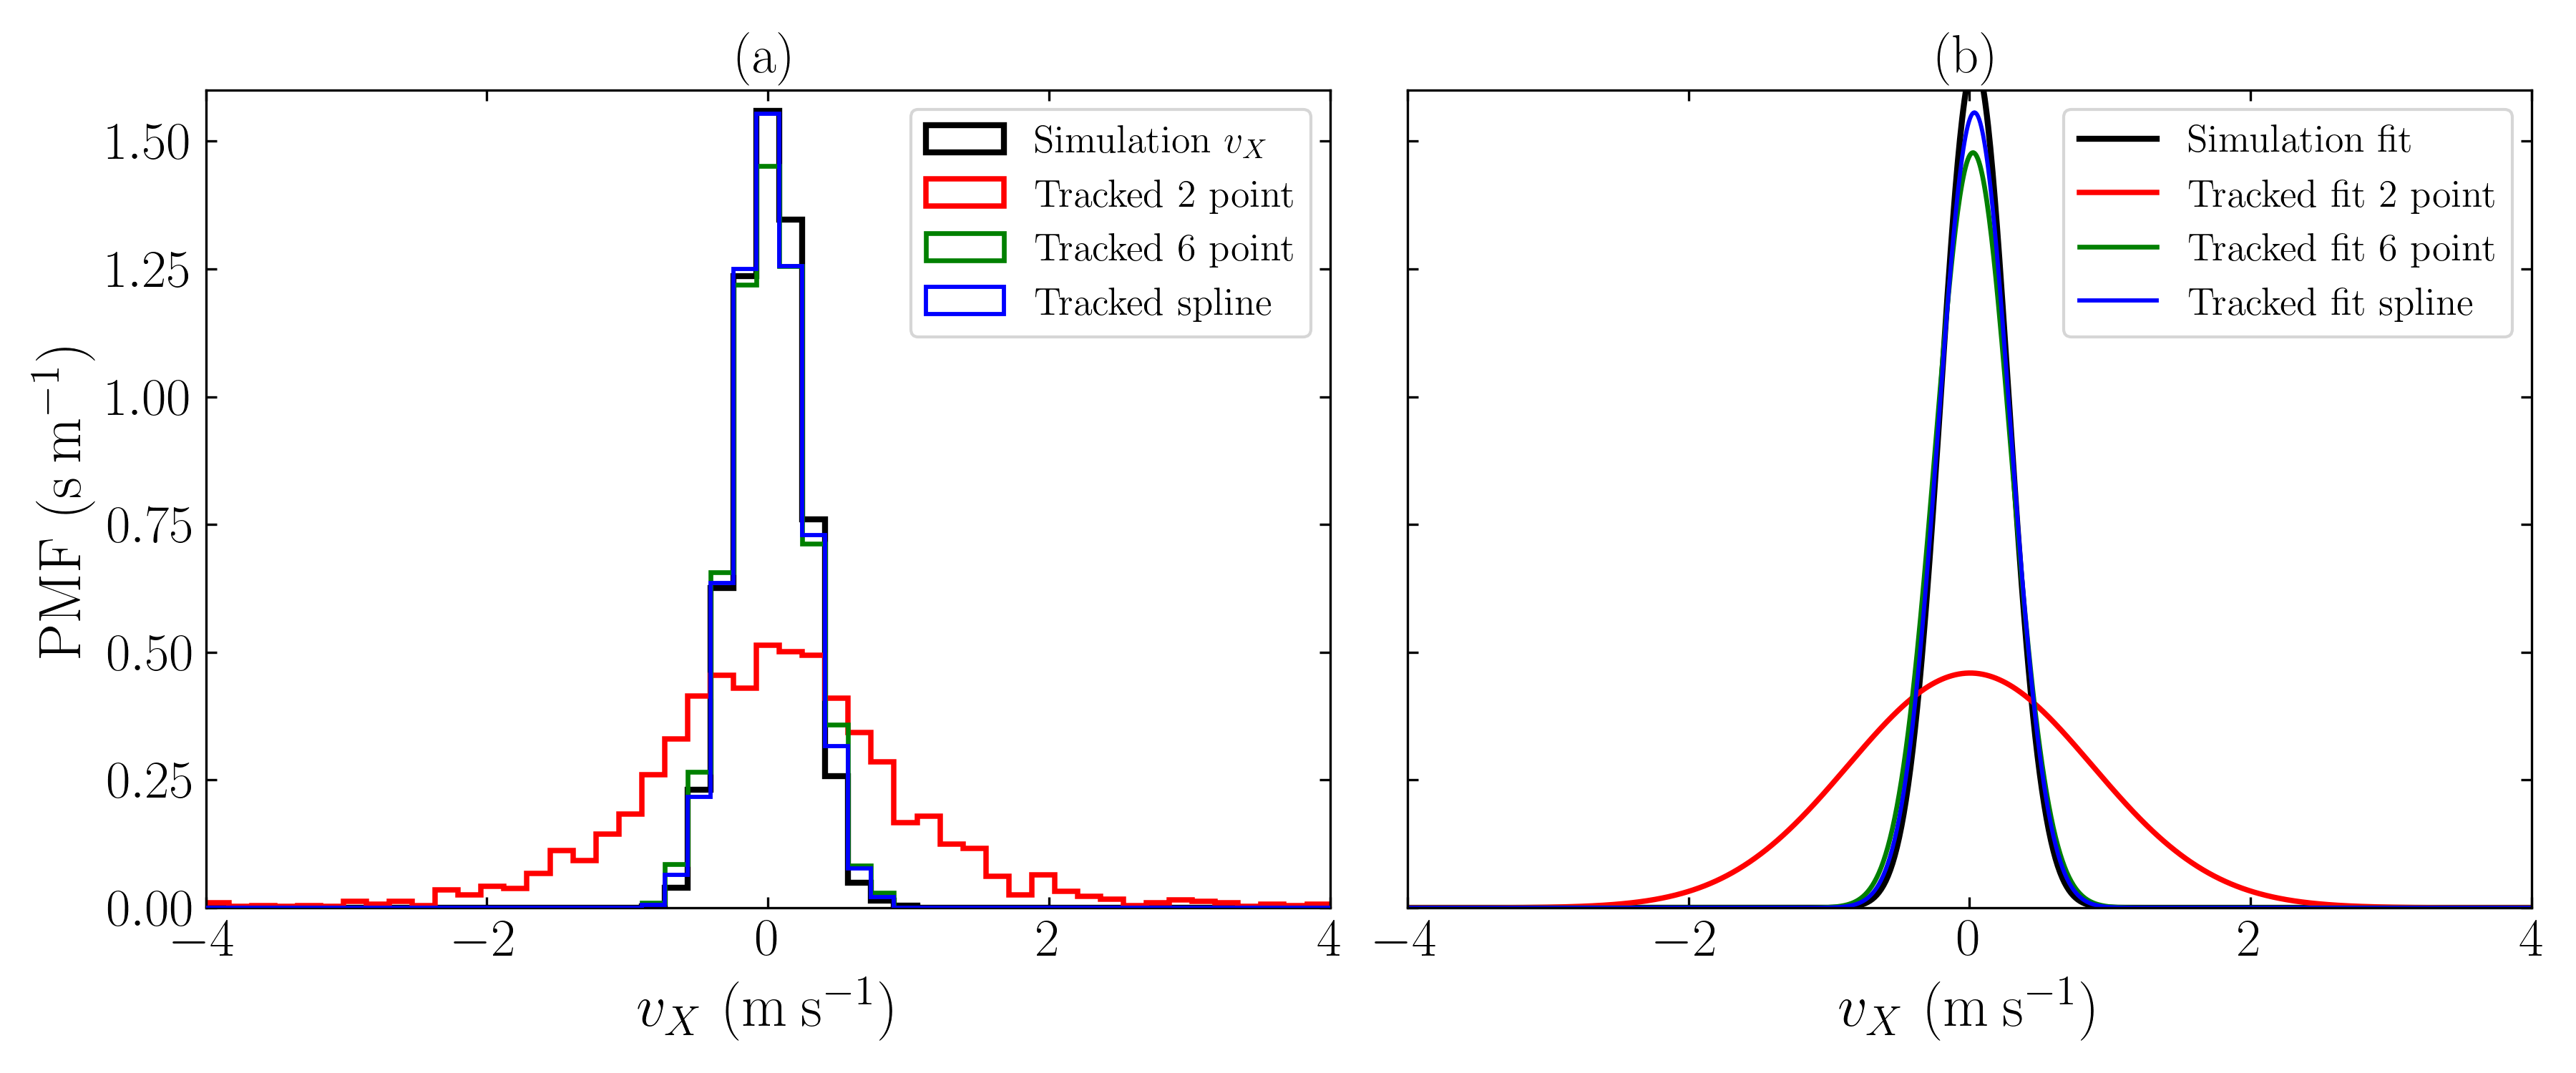 (a)
1.50
1.25
1.00
0.75
0.50
0.25
0.00
PMF (s m⁻¹)
Simulation v_X
Tracked 2 point
Tracked 6 point
Tracked spline
−4 −2 0 2 4
v_X (m s⁻¹)
(b)
Simulation fit
Tracked fit 2 point
Tracked fit 6 point
Tracked fit spline
−4 −2 0 2 4
v_X (m s⁻¹)